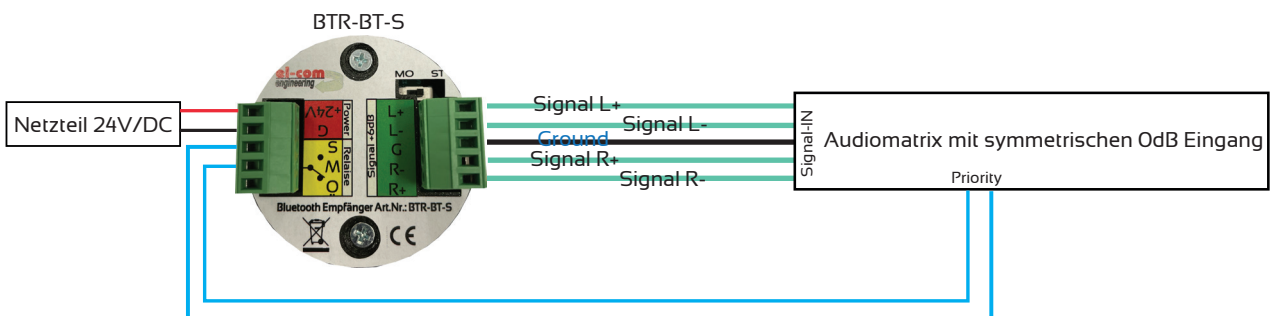 BTR-BT-S
el-com
engineering
MO ST
Netzteil 24V/DC
+24V
G
Power
S
W
Ö
Relaise
Signal +6dB
L+
L-
G
R-
R+
Bluetooth Empfänger Art.Nr.: BTR-BT-S
CE
Signal L+
Signal L-
Ground
Signal R+
Signal R-
Signal-IN
Audiomatrix mit symmetrischen 0dB Eingang
Priority